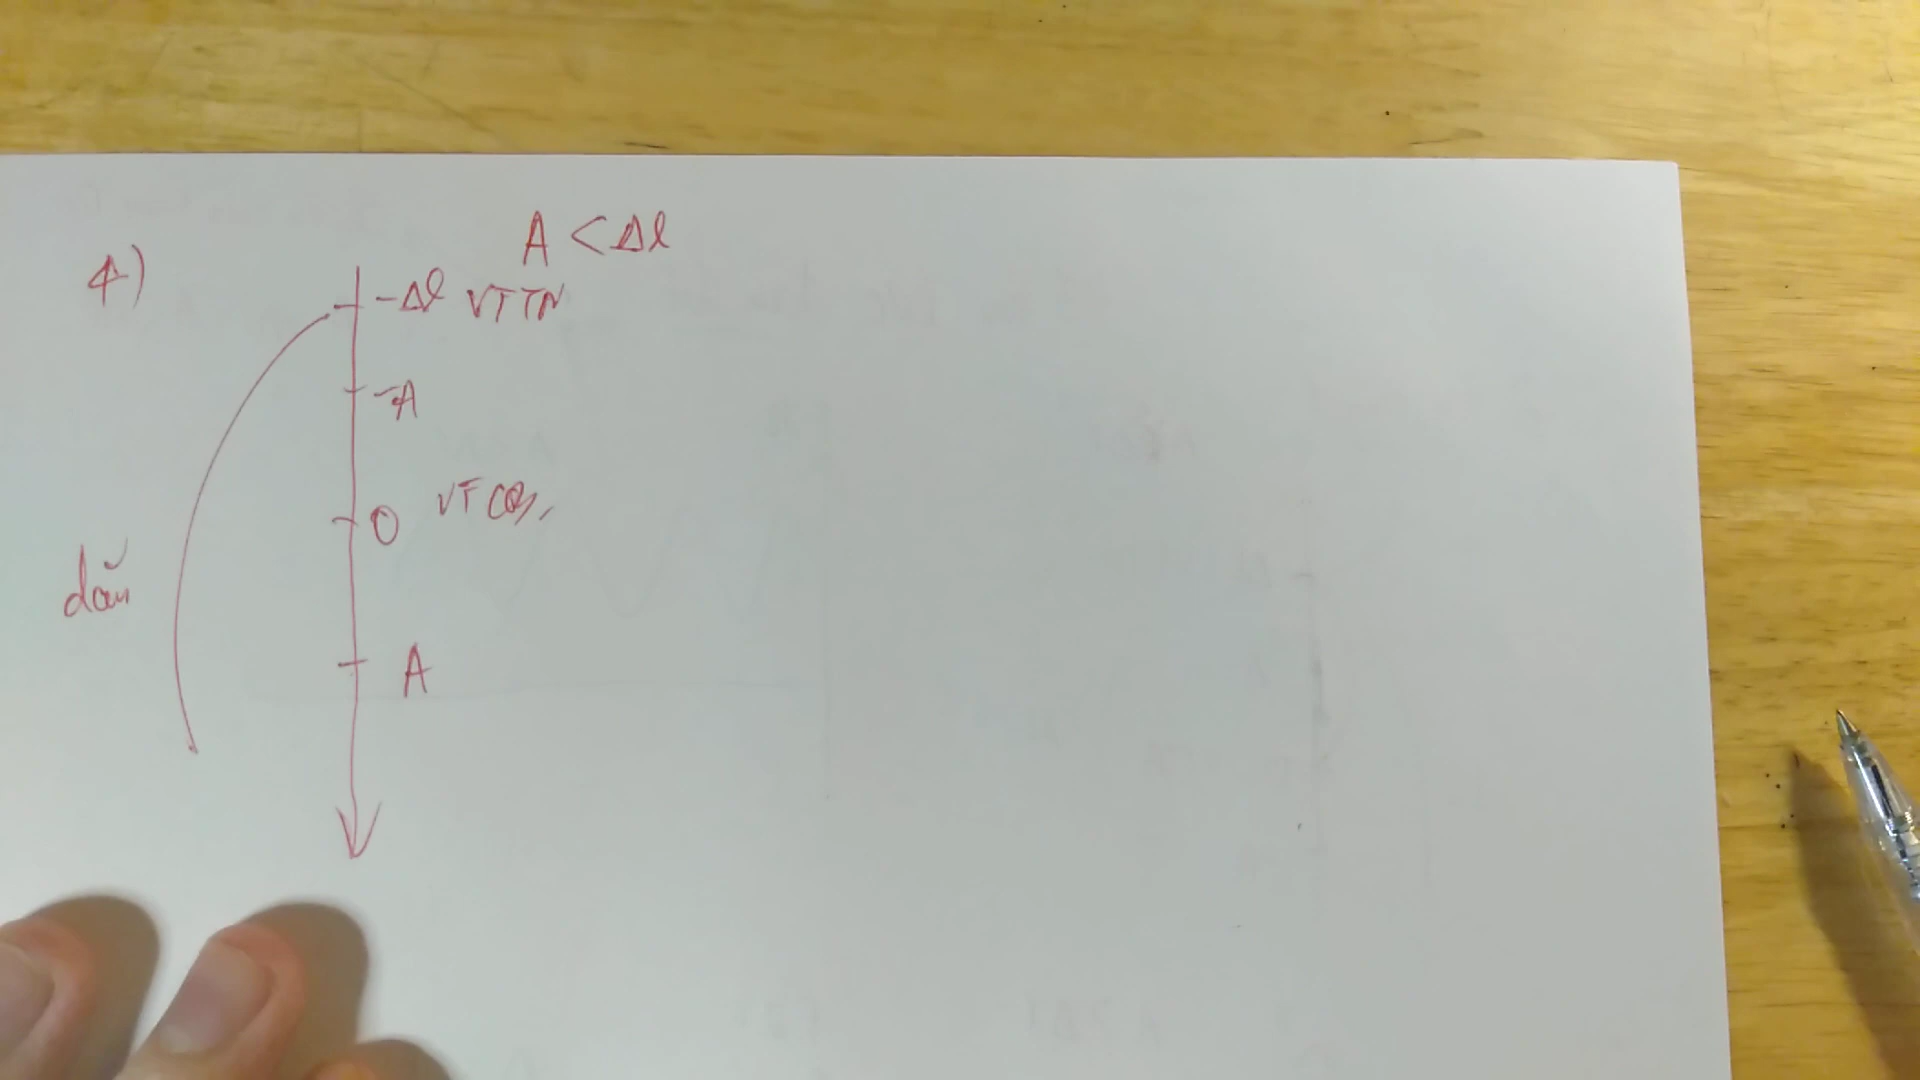 4)
A < Δl
-Δl VTTN
-A
O VTCB
dãn
A